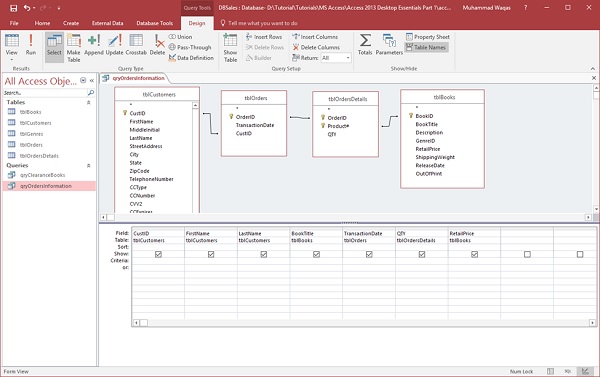 Query Tools
DBSales : Database- D:\Tutorial\Tutorials\MS Access\Access 2013 Desktop Essentials Part 1\acc...
Muhammad Waqas
File Home Create External Data Database Tools Design Tell me what you want to do
View Run Select Make Table Append Update Crosstab Delete
Union
Pass-Through
Data Definition
Show Table
Insert Rows
Delete Rows
Builder
Insert Columns
Delete Columns
Return: All
Totals Parameters
Property Sheet
Table Names
Results Query Type Query Setup Show/Hide
All Access Obje...
Search...
Tables
tblBooks
tblCustomers
tblGenres
tblOrders
tblOrdersDetails
Queries
qryClearanceBooks
qryOrdersInformation
qryOrdersInformation
tblCustomers
*
CustID
FirstName
MiddleInitial
LastName
StreetAddress
City
State
ZipCode
TelephoneNumber
CCType
CCNumber
CVV2
CCExpires
tblOrders
*
OrderID
TransactionDate
CustID
tblOrdersDetails
*
OrderID
Product#
QTY
tblBooks
*
BookID
BookTitle
Description
GenreID
RetailPrice
ShippingWeight
ReleaseDate
OutOfPrint
Field: CustID FirstName LastName BookTitle TransactionDate QTY RetailPrice
Table: tblCustomers tblCustomers tblCustomers tblBooks tblOrders tblOrdersDetails tblBooks
Sort:
Show:
Criteria:
or:
Form View
Num Lock